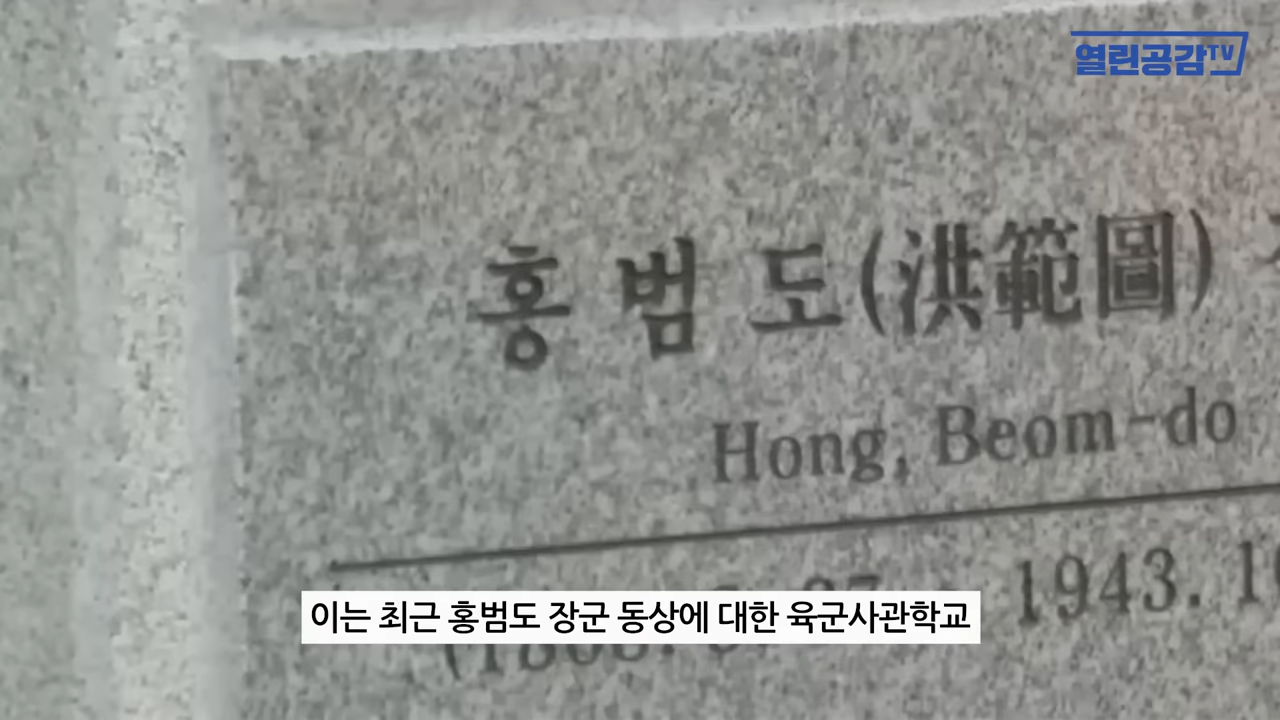 열린공감TV
홍범도(洪範圖)
Hong, Beom-do
1943. 10
이는 최근 홍범도 장군 동상에 대한 육군사관학교